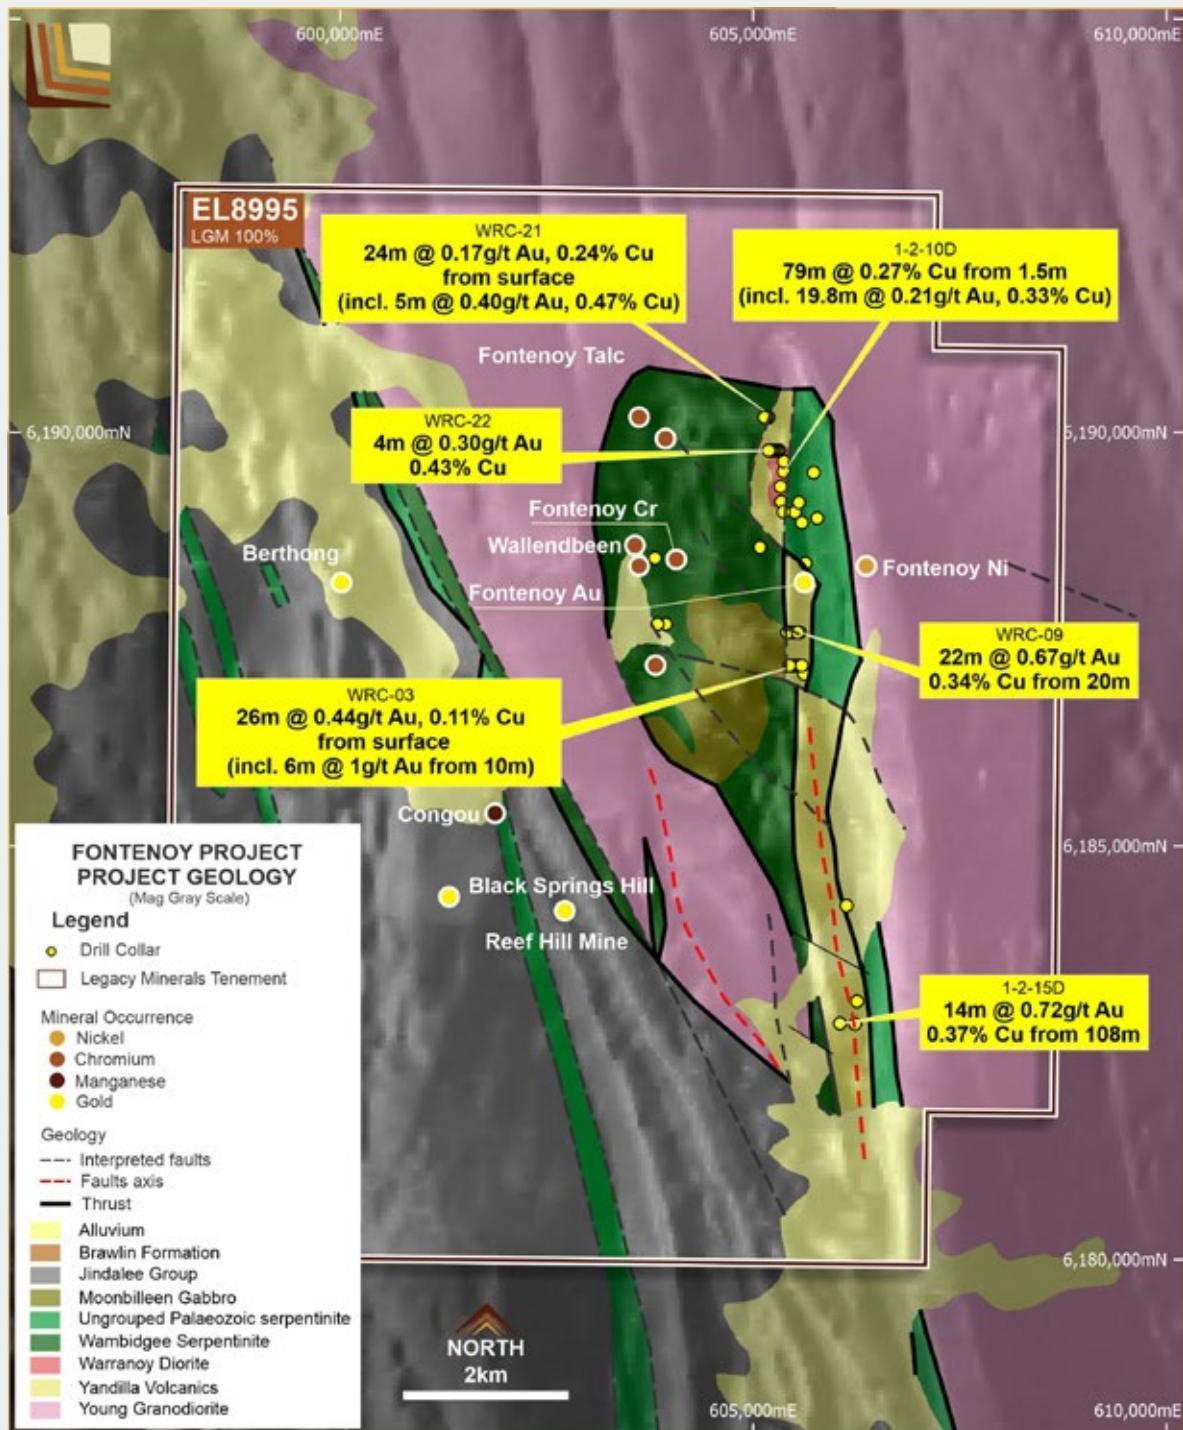 600,000mE
605,000mE
610,000mE
EL8995
LGM 100%
WRC-21
24m @ 0.17g/t Au, 0.24% Cu
from surface
(incl. 5m @ 0.40g/t Au, 0.47% Cu)
1-2-10D
79m @ 0.27% Cu from 1.5m
(incl. 19.8m @ 0.21g/t Au, 0.33% Cu)
Fontenoy Talc
6,190,000mN
6,190,000mN
WRC-22
4m @ 0.30g/t Au
0.43% Cu
Fontenoy Cr
Wallendbeen
Berthong
Fontenoy Au
Fontenoy Ni
WRC-09
22m @ 0.67g/t Au
0.34% Cu from 20m
WRC-03
26m @ 0.44g/t Au, 0.11% Cu
from surface
(incl. 6m @ 1g/t Au from 10m)
Congou
6,185,000mN
Black Springs Hill
Reef Hill Mine
1-2-15D
14m @ 0.72g/t Au
0.37% Cu from 108m
FONTENOY PROJECT
PROJECT GEOLOGY
(Mag Gray Scale)
Legend
Drill Collar
Legacy Minerals Tenement
Mineral Occurrence
Nickel
Chromium
Manganese
Gold
Geology
Interpreted faults
Faults axis
Thrust
Alluvium
Brawlin Formation
Jindalee Group
Moonbilleen Gabbro
Ungrouped Palaeozoic serpentinite
Wambidgee Serpentinite
Warranoy Diorite
Yandilla Volcanics
Young Granodiorite
6,180,000mN
NORTH
2km
605,000mE
610,000mE